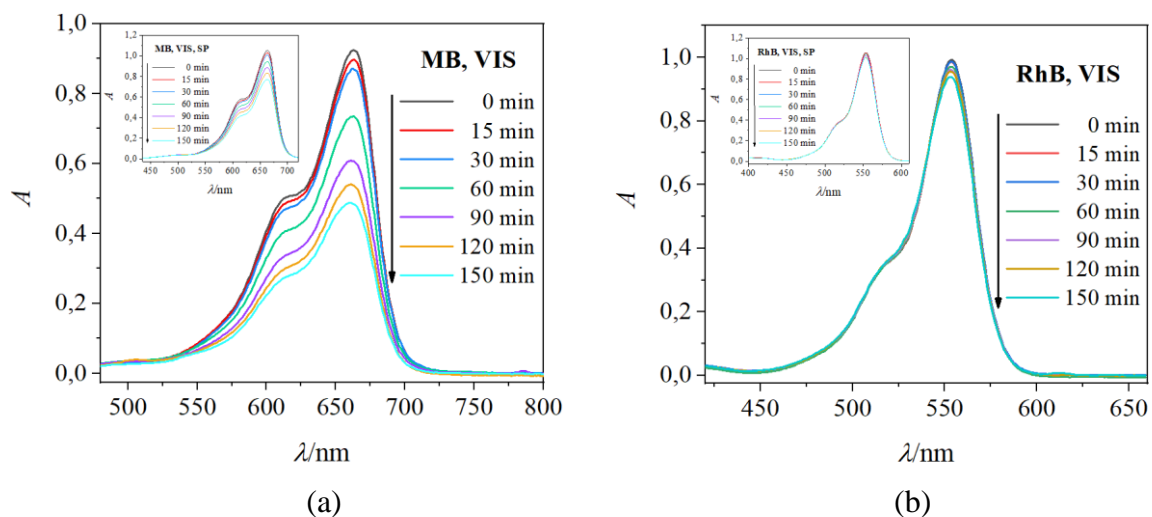 1,0
0,8
0,6
0,4
0,2
0,0
A
500 550 600 650 700 750 800
λ/nm
MB, VIS
0 min
15 min
30 min
60 min
90 min
120 min
150 min
1,2
1,0
0,8
0,6
0,4
0,2
0,0
A
450 500 550 600 650 700
λ/nm
MB, VIS, SP
0 min
15 min
30 min
60 min
90 min
120 min
150 min
(a)
1,0
0,8
0,6
0,4
0,2
0,0
A
450 500 550 600 650
λ/nm
RhB, VIS
0 min
15 min
30 min
60 min
90 min
120 min
150 min
1,2
1,0
0,8
0,6
0,4
0,2
0,0
A
400 450 500 550 600
λ/nm
RhB, VIS, SP
0 min
15 min
30 min
60 min
90 min
120 min
150 min
(b)